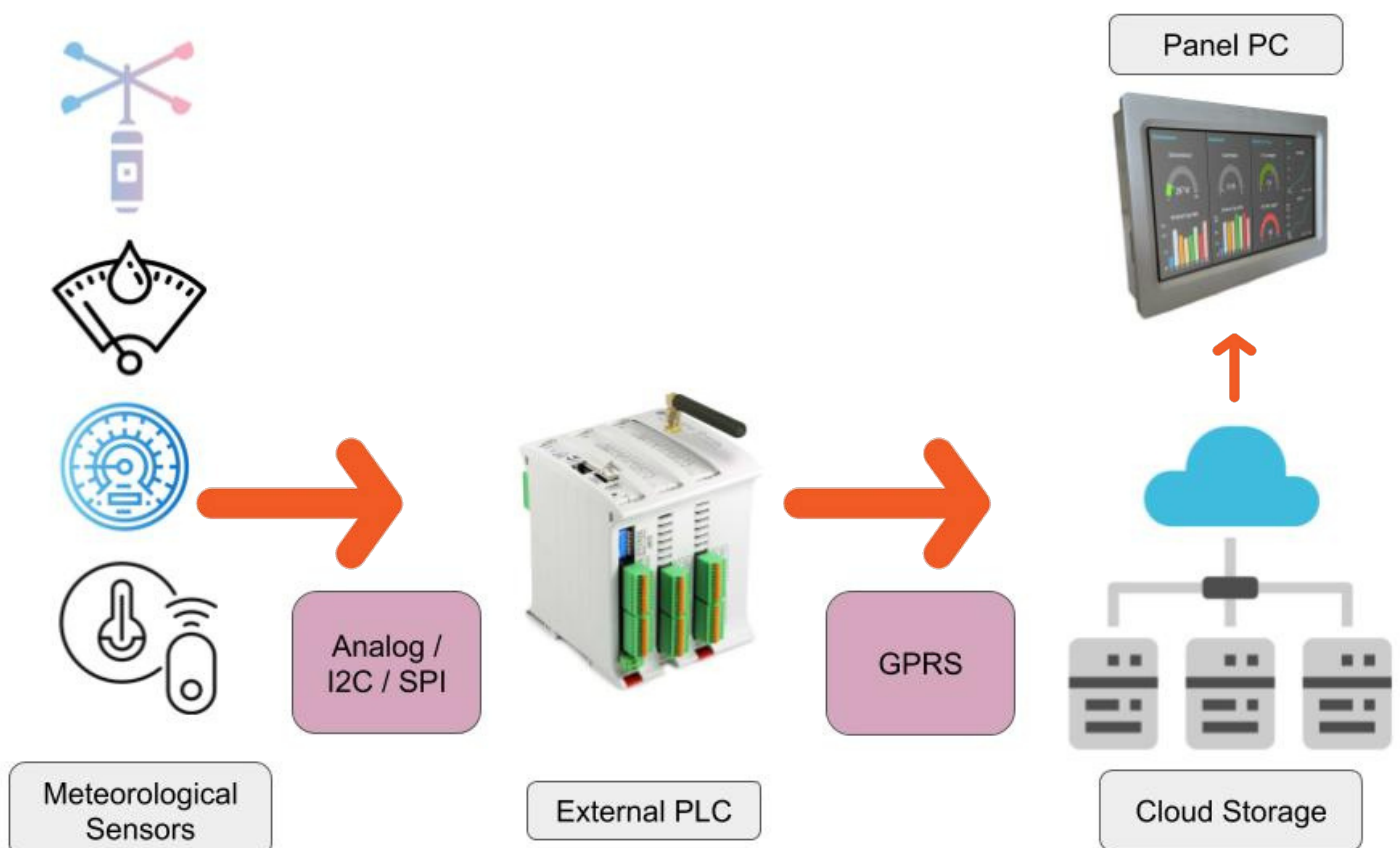 Panel PC
Analog /
I2C / SPI
GPRS
Meteorological
Sensors
External PLC
Cloud Storage